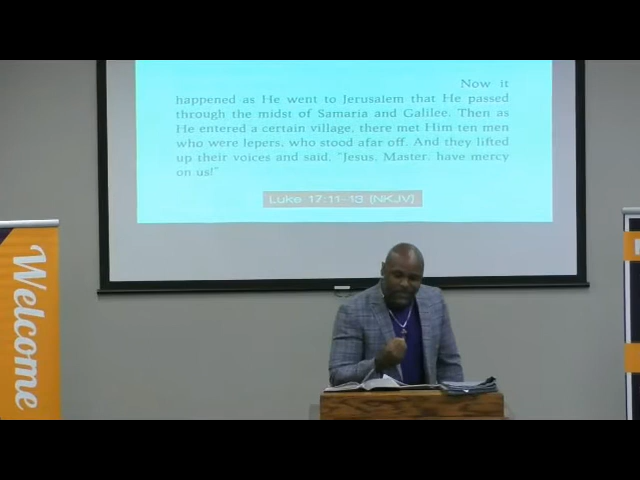 Now it
happened as He went to Jerusalem that He passed
through the midst of Samaria and Galilee. Then as
He entered a certain village, there met Him ten men
who were lepers, who stood afar off. And they lifted
up their voices and said, "Jesus, Master, have mercy
on us!"
Luke 17:11-13 (NKJV)
Welcome